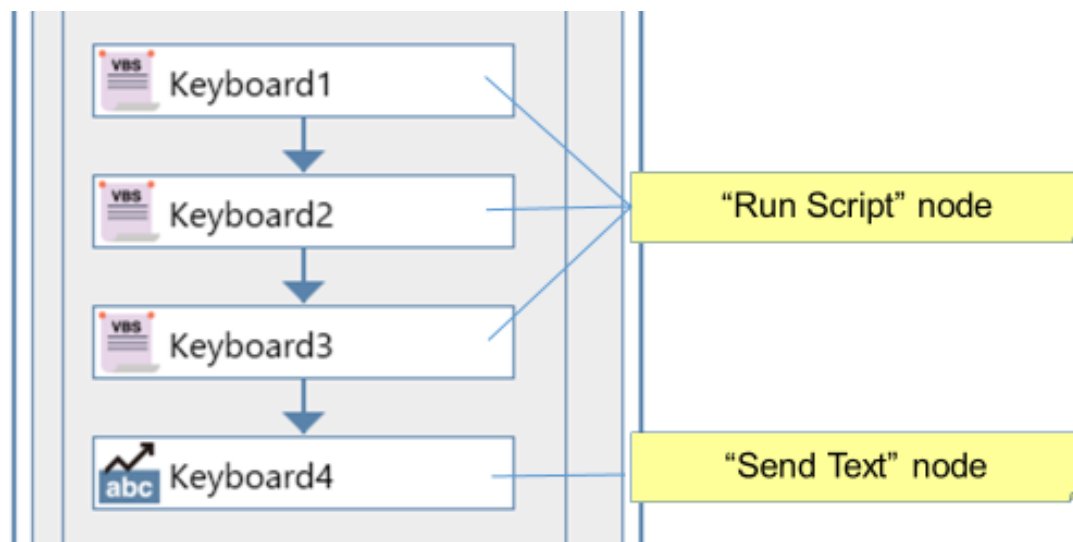 VBS
Keyboard1
VBS
Keyboard2
“Run Script” node
VBS
Keyboard3
abc
Keyboard4
“Send Text” node